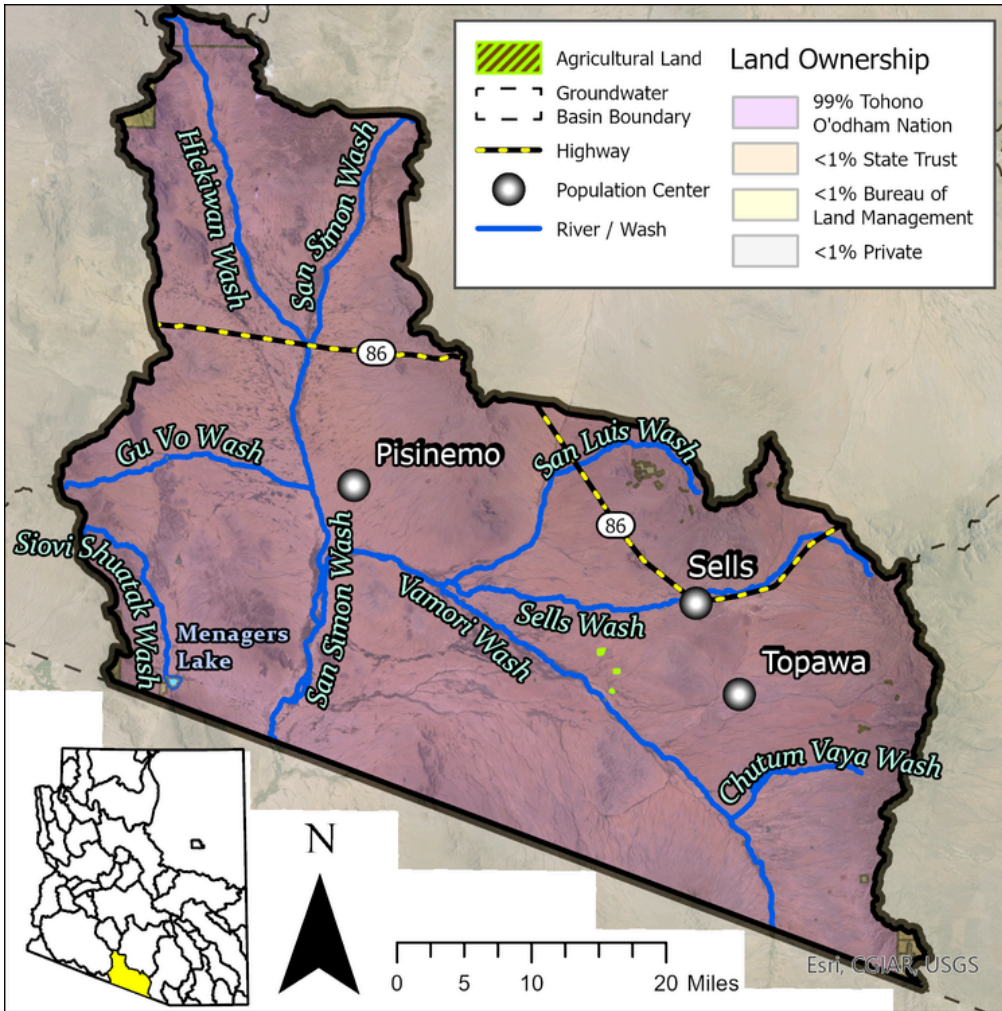 Agricultural Land
Groundwater
Basin Boundary
Highway
Population Center
River / Wash
Land Ownership
99% Tohono
O'odham Nation
<1% State Trust
<1% Bureau of
Land Management
<1% Private
Hickiwan Wash
San Simon Wash
86
Gu Vo Wash
Pisinemo
San Luis Wash
86
Siovi Shuatak Wash
Sells
San Simon Wash
Vamori Wash
Sells Wash
Menagers
Lake
Topawa
Chutum Vaya Wash
N
0 5 10 20 Miles
Esri, CGIAR, USGS